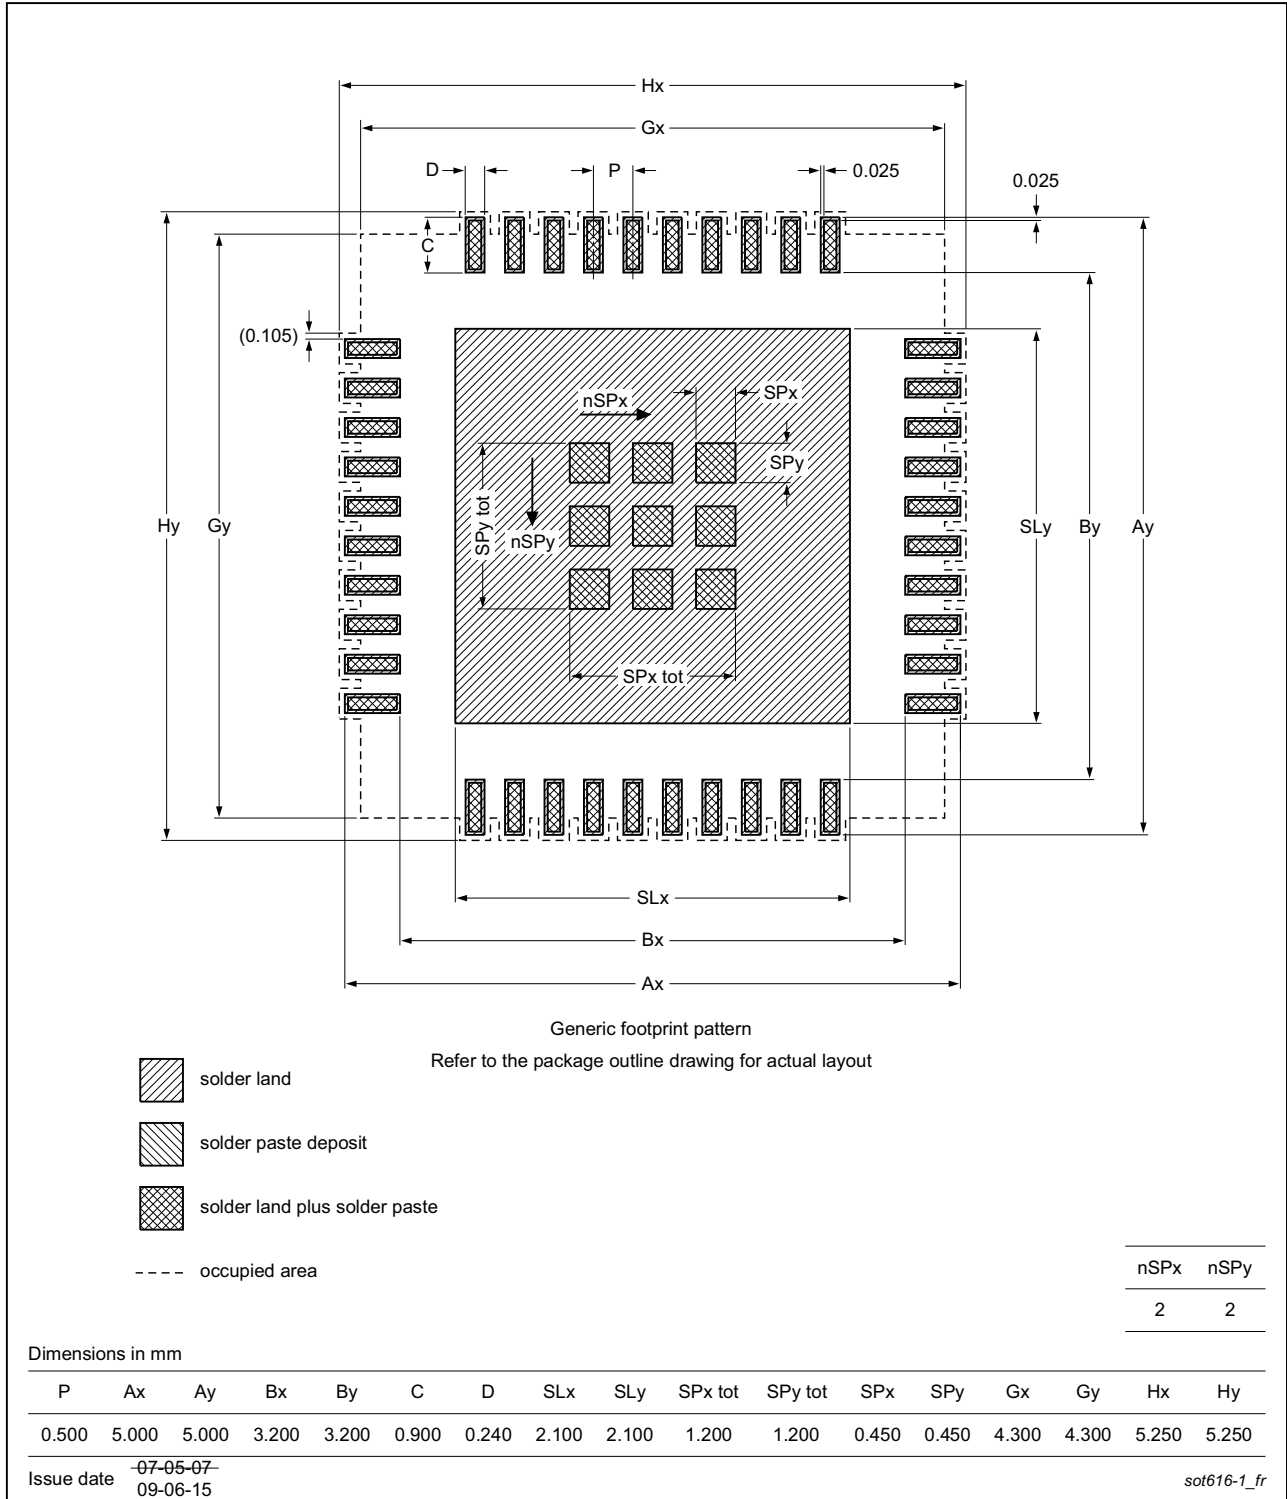 Hx
Gx
D
P
0.025
0.025
C
(0.105)
nSPx
SPx
SPy
SPy tot
nSPy
Hy
Gy
SLy
By
Ay
SPx tot
SLx
Bx
Ax
Generic footprint pattern
Refer to the package outline drawing for actual layout
solder land
solder paste deposit
solder land plus solder paste
occupied area
nSPx nSPy
2 2
Dimensions in mm
P Ax Ay Bx By C D SLx SLy SPx tot SPy tot SPx SPy Gx Gy Hx Hy
0.500 5.000 5.000 3.200 3.200 0.900 0.240 2.100 2.100 1.200 1.200 0.450 0.450 4.300 4.300 5.250 5.250
Issue date 07-05-07
09-06-15
sot616-1_fr